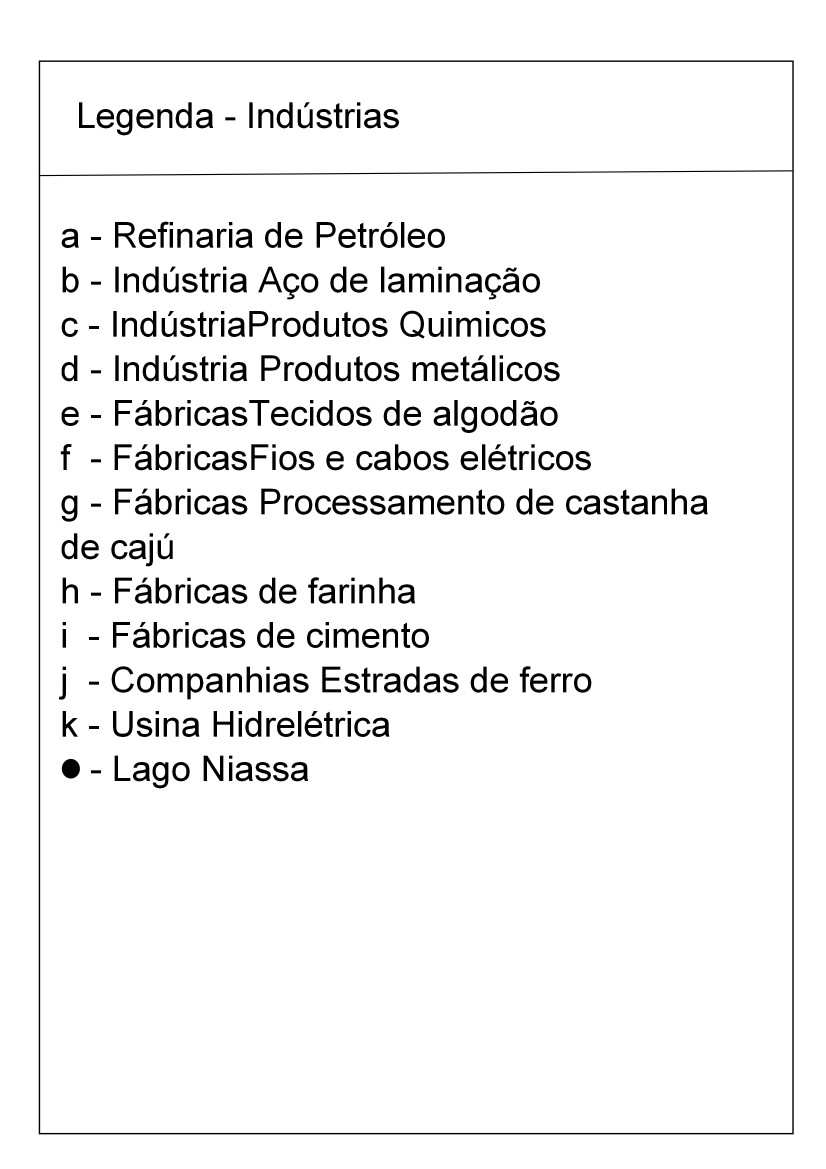 Legenda - Indústrias
a - Refinaria de Petróleo
b - Indústria Aço de laminação
c - IndústriaProdutos Quimicos
d - Indústria Produtos metálicos
e - FábricasTecidos de algodão
f  - FábricasFios e cabos elétricos
g - Fábricas Processamento de castanha
de cajú
h - Fábricas de farinha
i  - Fábricas de cimento
j  - Companhias Estradas de ferro
k - Usina Hidrelétrica
● - Lago Niassa